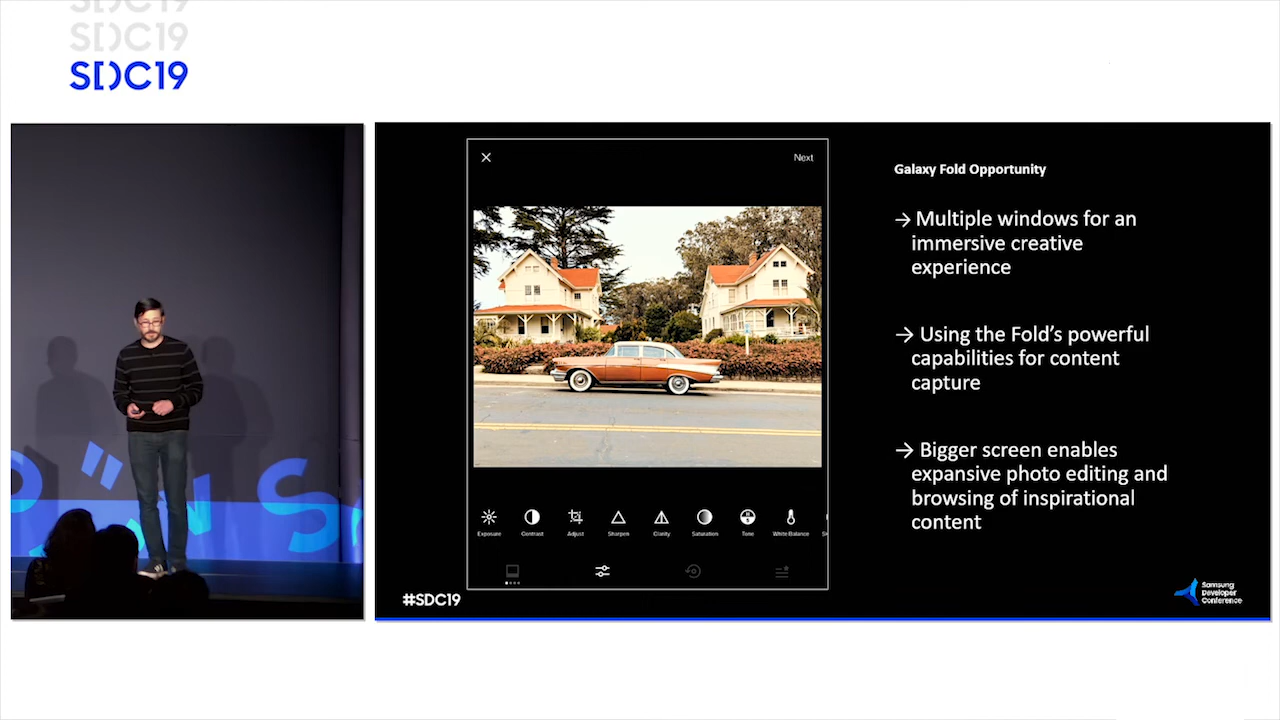 SDC19
SDC19
SDC19
Next
Galaxy Fold Opportunity
→ Multiple windows for an
immersive creative
experience
→ Using the Fold’s powerful
capabilities for content
capture
→ Bigger screen enables
expansive photo editing and
browsing of inspirational
content
Exposure Contrast Adjust Sharpen Clarity Saturation Tone White Balance
#SDC19
Samsung
Developer
Conference